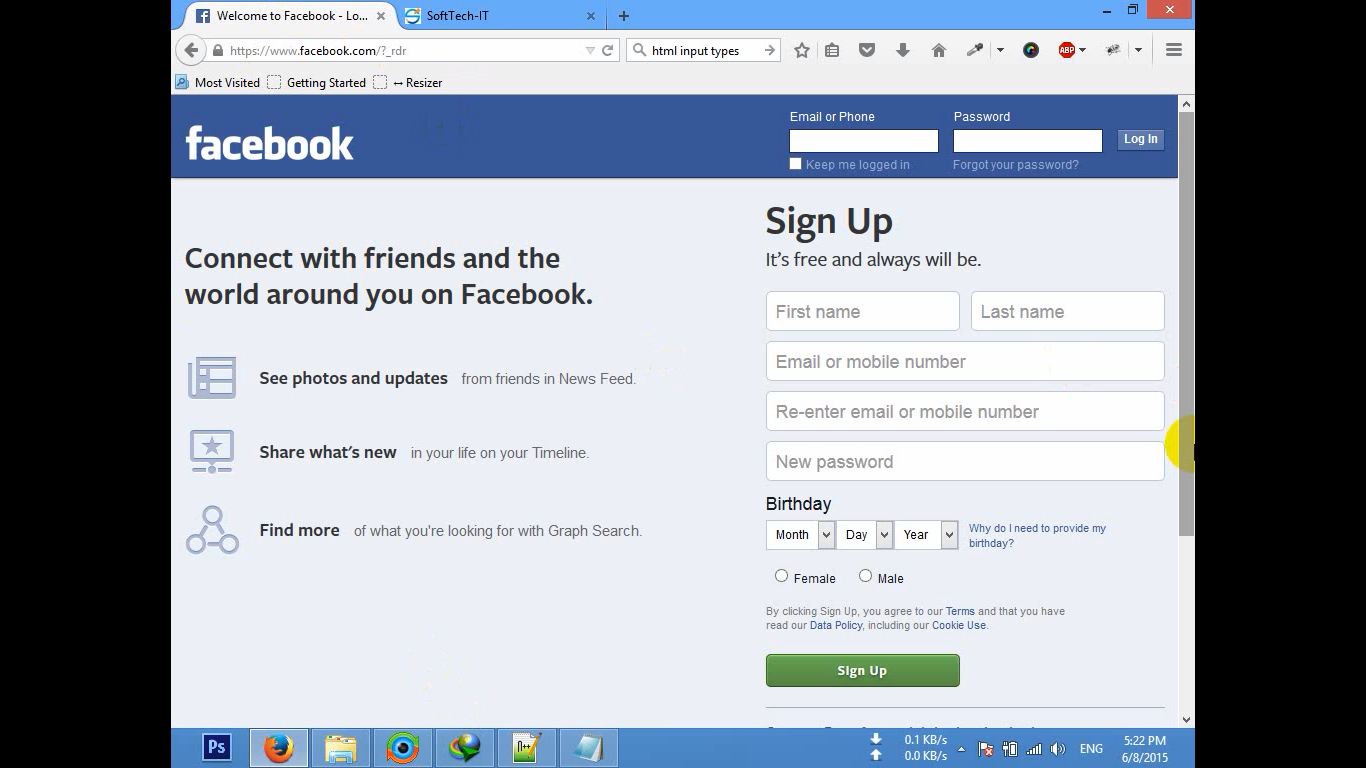 Welcome to Facebook - Lo...
SoftTech-IT
https://www.facebook.com/?_rdr
html input types
ABP
Most Visited
Getting Started
↔ Resizer
facebook
Email or Phone
Password
Log In
Keep me logged in
Forgot your password?
Connect with friends and the
world around you on Facebook.
See photos and updates from friends in News Feed.
Share what's new in your life on your Timeline.
Find more of what you're looking for with Graph Search.
Sign Up
It's free and always will be.
First name
Last name
Email or mobile number
Re-enter email or mobile number
New password
Birthday
Month
Day
Year
Why do I need to provide my
birthday?
Female
Male
By clicking Sign Up, you agree to our Terms and that you have
read our Data Policy, including our Cookie Use.
Sign Up
Ps
0.1 KB/s
0.0 KB/s
ENG
5:22 PM
6/8/2015